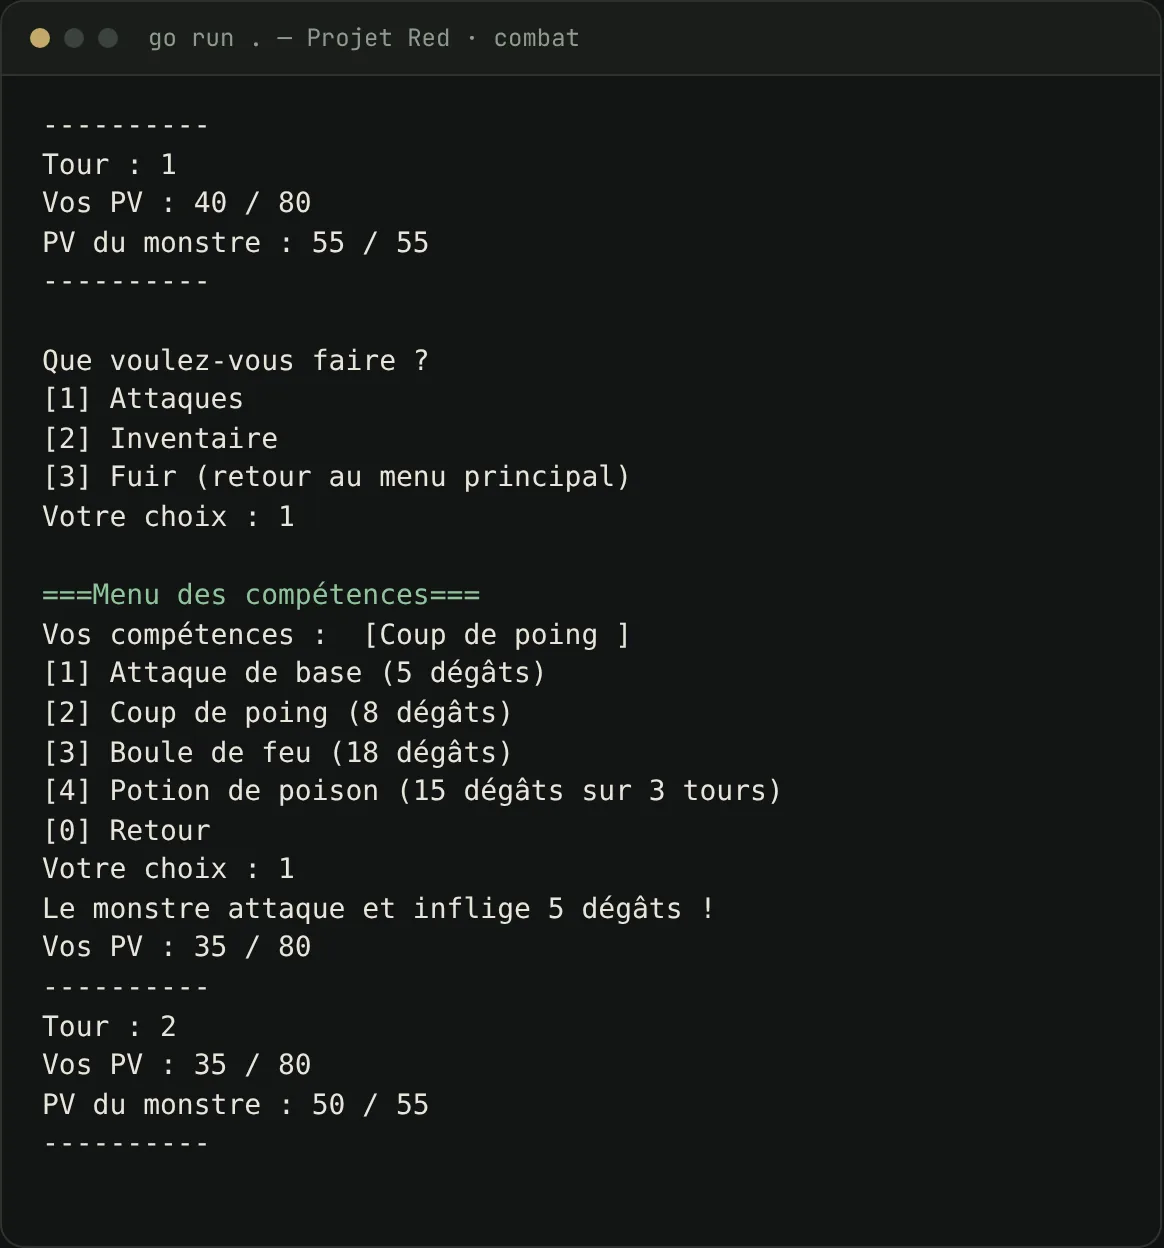 go run . — Projet Red · combat
----------
Tour : 1
Vos PV : 40 / 80
PV du monstre : 55 / 55
----------
Que voulez-vous faire ?
[1] Attaques
[2] Inventaire
[3] Fuir (retour au menu principal)
Votre choix : 1
===Menu des compétences===
Vos compétences :  [Coup de poing ]
[1] Attaque de base (5 dégâts)
[2] Coup de poing (8 dégâts)
[3] Boule de feu (18 dégâts)
[4] Potion de poison (15 dégâts sur 3 tours)
[0] Retour
Votre choix : 1
Le monstre attaque et inflige 5 dégâts !
Vos PV : 35 / 80
----------
Tour : 2
Vos PV : 35 / 80
PV du monstre : 50 / 55
----------